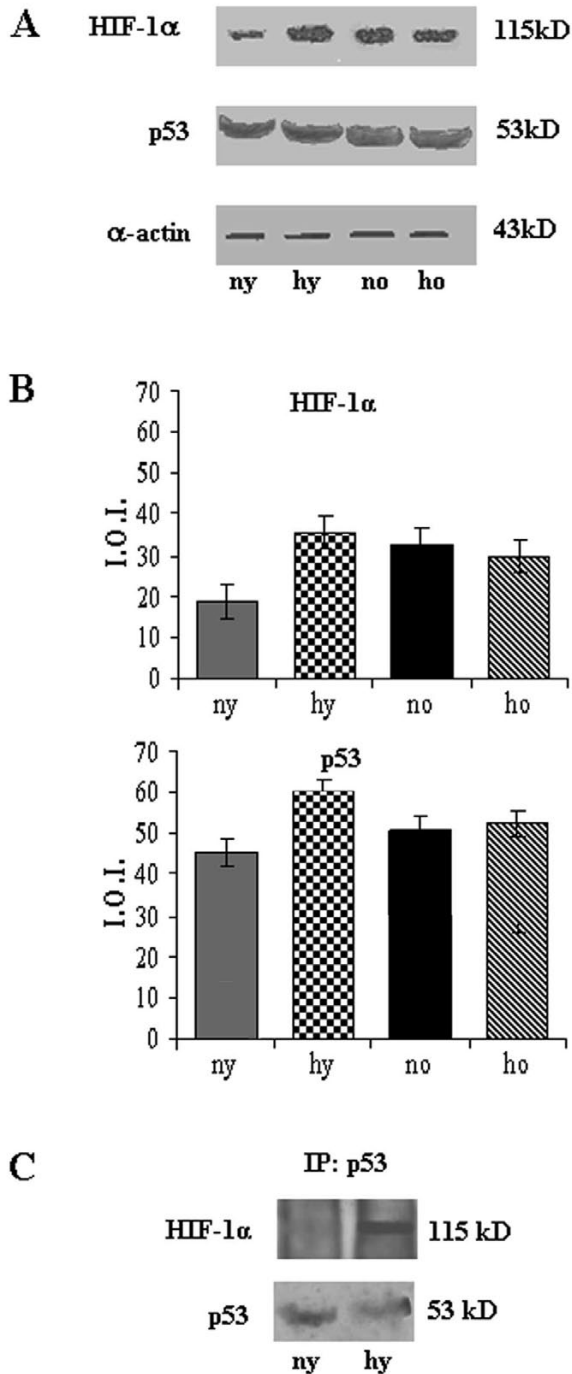 A
HIF-1α 115kD
p53 53kD
α-actin 43kD
ny hy no ho
B
HIF-1α
70
60
50
40
30
20
10
0
I.O.I.
ny hy no ho
p53
70
60
50
40
30
20
10
0
I.O.I.
ny hy no ho
C
IP: p53
HIF-1α 115 kD
p53 53 kD
ny hy